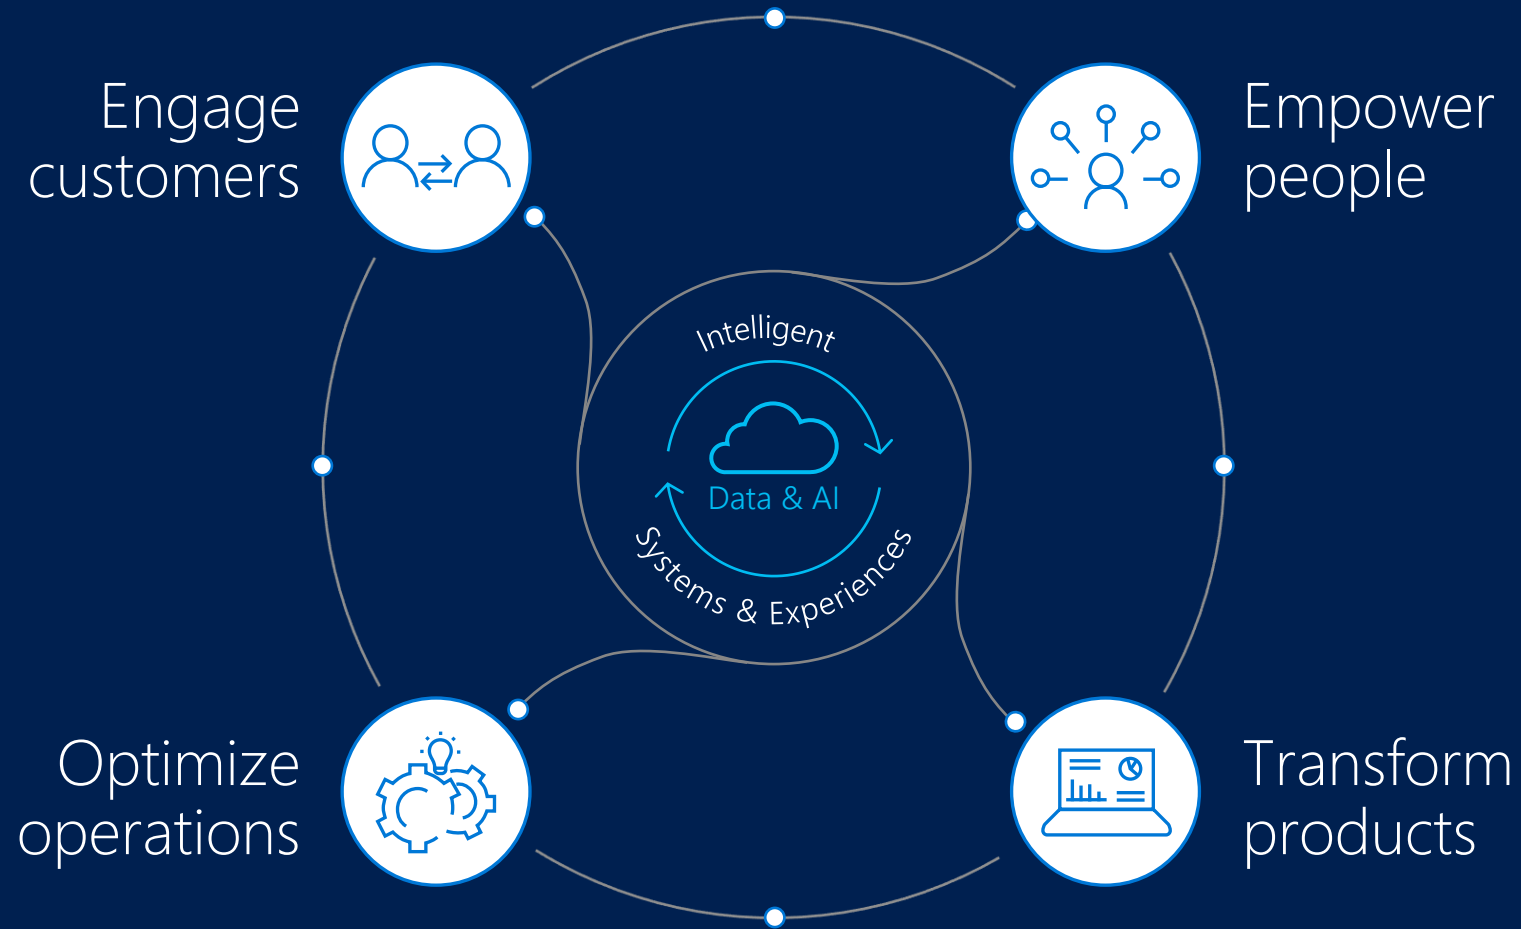 Engage
customers
Empower
people
Intelligent
Data & AI
Systems & Experiences
Optimize
operations
Transform
products